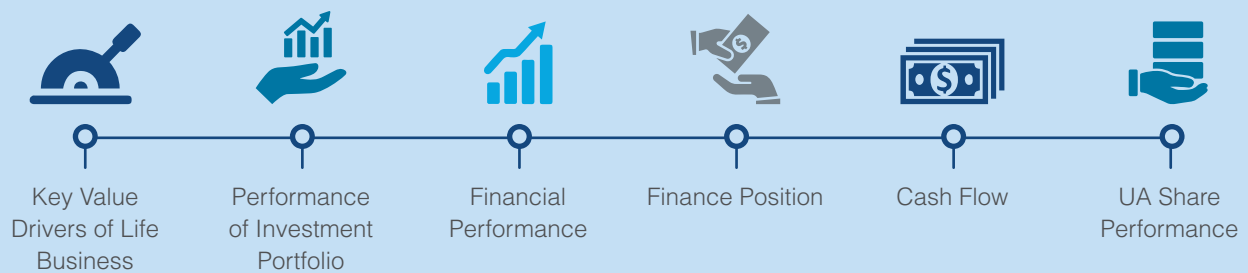 $
$
Key Value
Drivers of Life
Business
Performance
of Investment
Portfolio
Financial
Performance
Finance Position
Cash Flow
UA Share
Performance